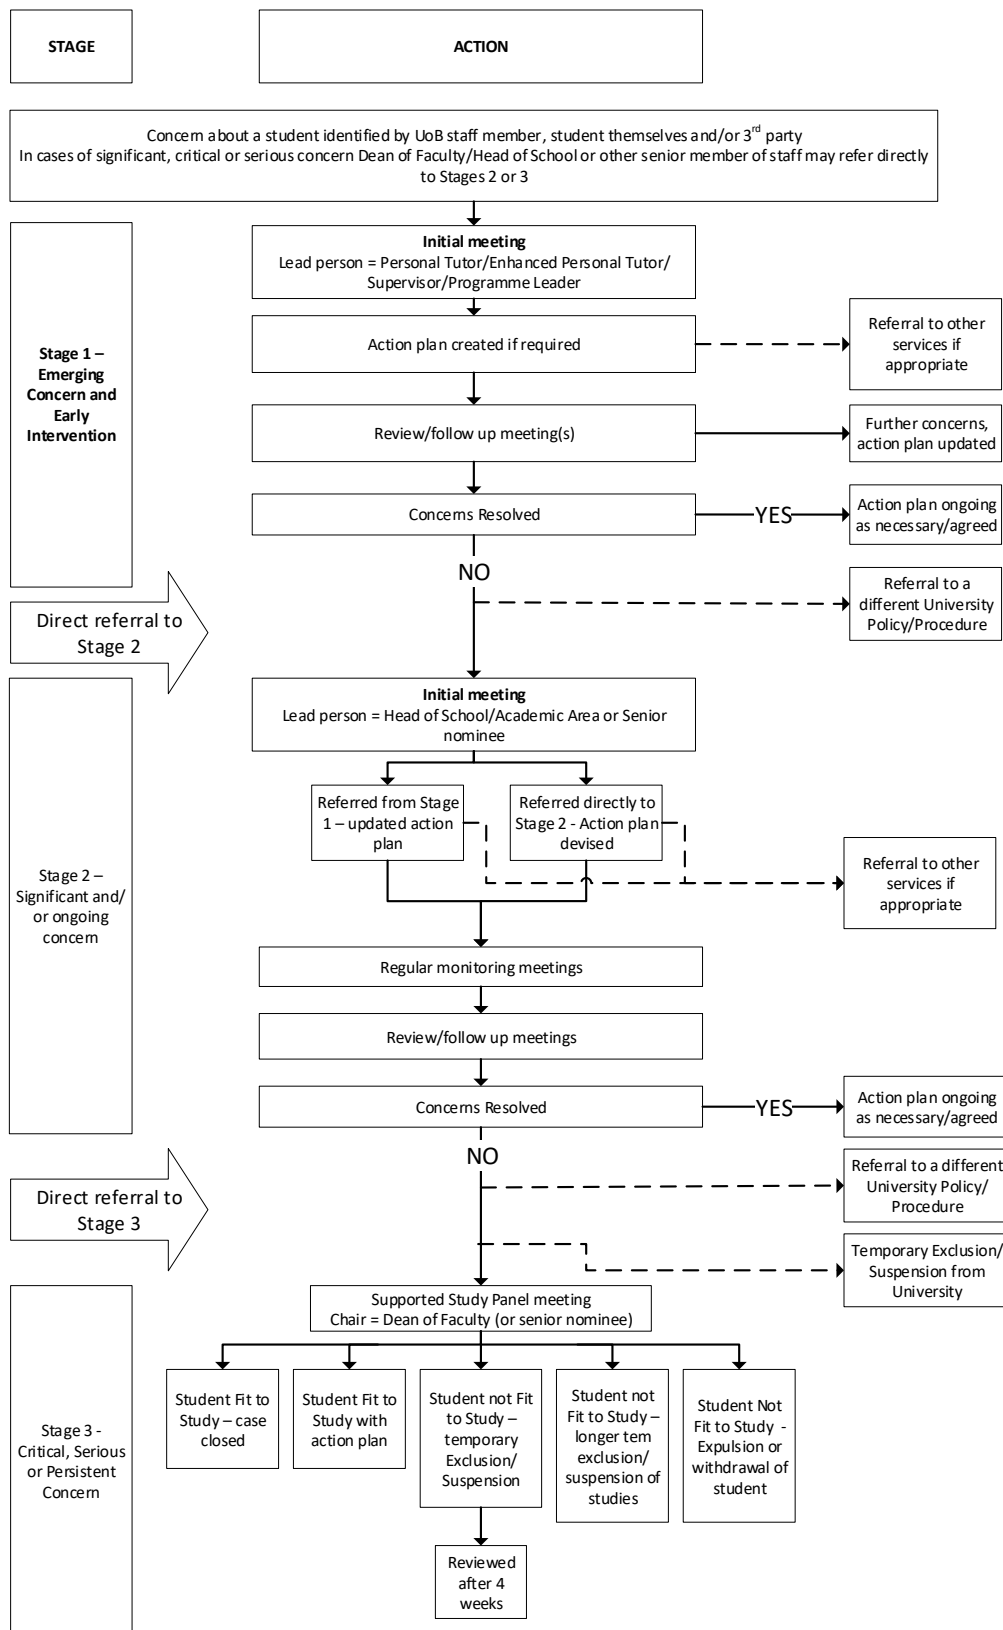 STAGE
ACTION
Concern about a student identified by UoB staff member, student themselves and/or 3rd party
In cases of significant, critical or serious concern Dean of Faculty/Head of School or other senior member of staff may refer directly
to Stages 2 or 3
Stage 1 –
Emerging
Concern and
Early
Intervention
Initial meeting
Lead person = Personal Tutor/Enhanced Personal Tutor/
Supervisor/Programme Leader
Action plan created if required
Referral to other
services if
appropriate
Review/follow up meeting(s)
Further concerns,
action plan updated
Concerns Resolved
YES
Action plan ongoing
as necessary/agreed
NO
Referral to a
different University
Policy/Procedure
Direct referral to
Stage 2
Stage 2 –
Significant and/
or ongoing
concern
Initial meeting
Lead person = Head of School/Academic Area or Senior
nominee
Referred from Stage
1 – updated action
plan
Referred directly to
Stage 2 - Action plan
devised
Referral to other
services if
appropriate
Regular monitoring meetings
Review/follow up meetings
Concerns Resolved
YES
Action plan ongoing
as necessary/agreed
NO
Referral to a different
University Policy/
Procedure
Direct referral to
Stage 3
Temporary Exclusion/
Suspension from
University
Stage 3 -
Critical, Serious
or Persistent
Concern
Supported Study Panel meeting
Chair = Dean of Faculty (or senior nominee)
Student Fit to
Study – case
closed
Student Fit to
Study with
action plan
Student not Fit
to Study –
temporary
Exclusion/
Suspension
Student not
Fit to Study –
longer tem
exclusion/
suspension of
studies
Student Not
Fit to Study -
Expulsion or
withdrawal of
student
Reviewed
after 4
weeks